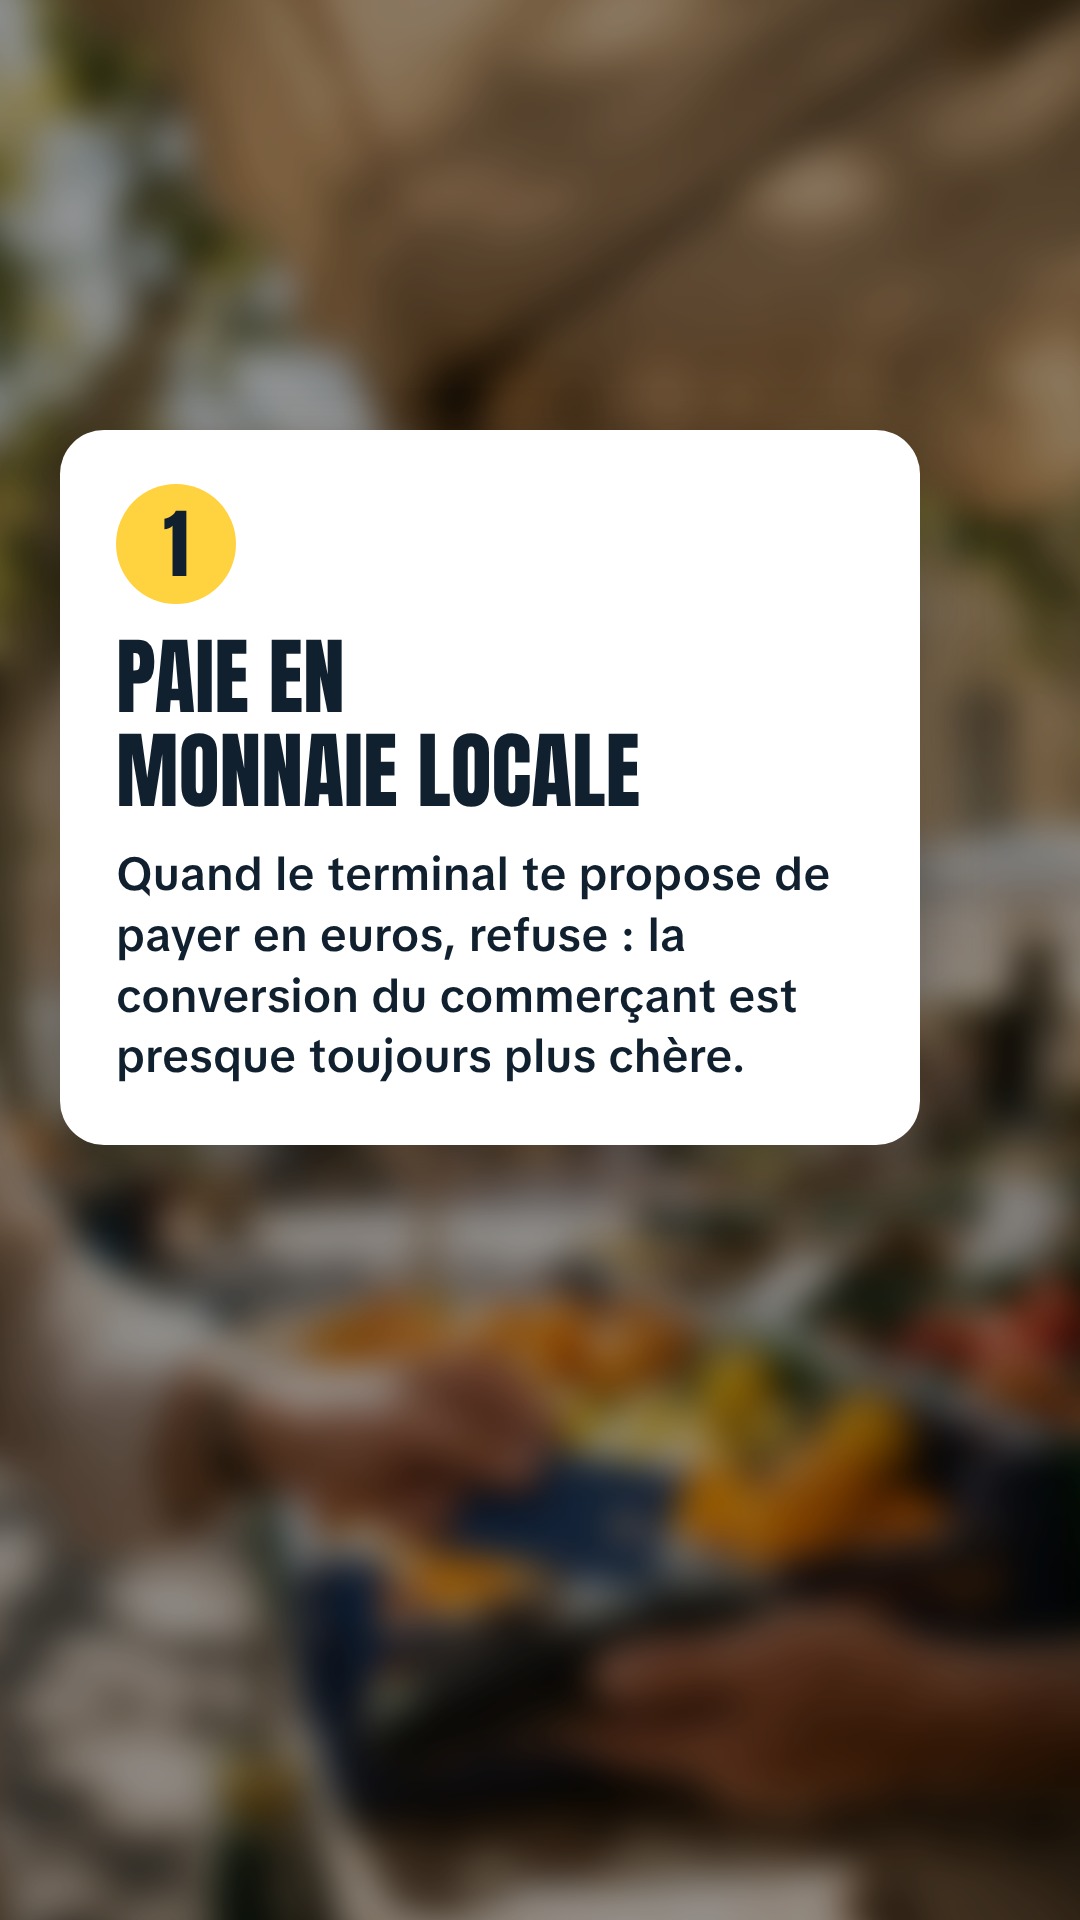 1
PAIE EN
MONNAIE LOCALE
Quand le terminal te propose de
payer en euros, refuse : la
conversion du commerçant est
presque toujours plus chère.